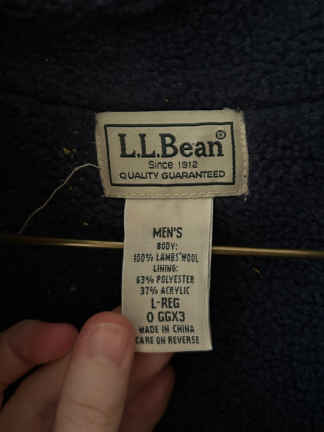 L.L.Bean®
Since 1912
QUALITY GUARANTEED
MEN'S
BODY:
100% LAMBS' WOOL
LINING:
63% POLYESTER
37% ACRYLIC
L-REG
0 GGX3
MADE IN CHINA
CARE ON REVERSE